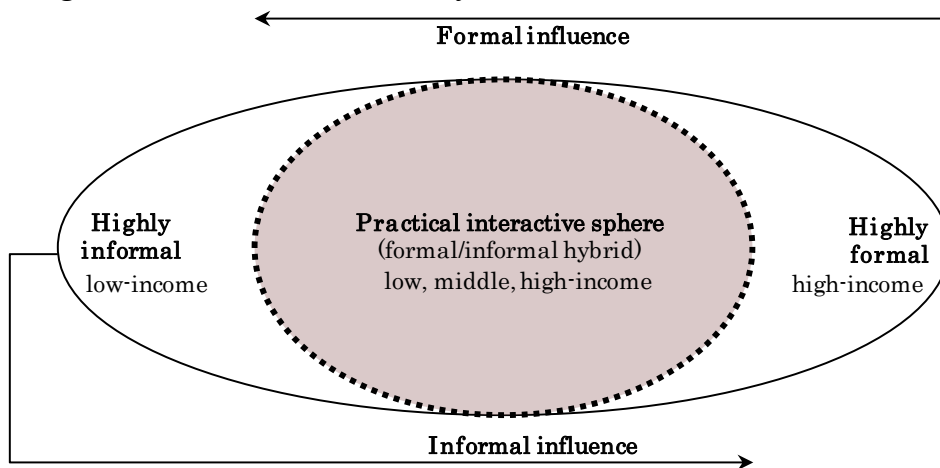 Formal influence
Highly
informal
low-income
Practical interactive sphere
(formal/informal hybrid)
low, middle, high-income
Highly
formal
high-income
Informal influence